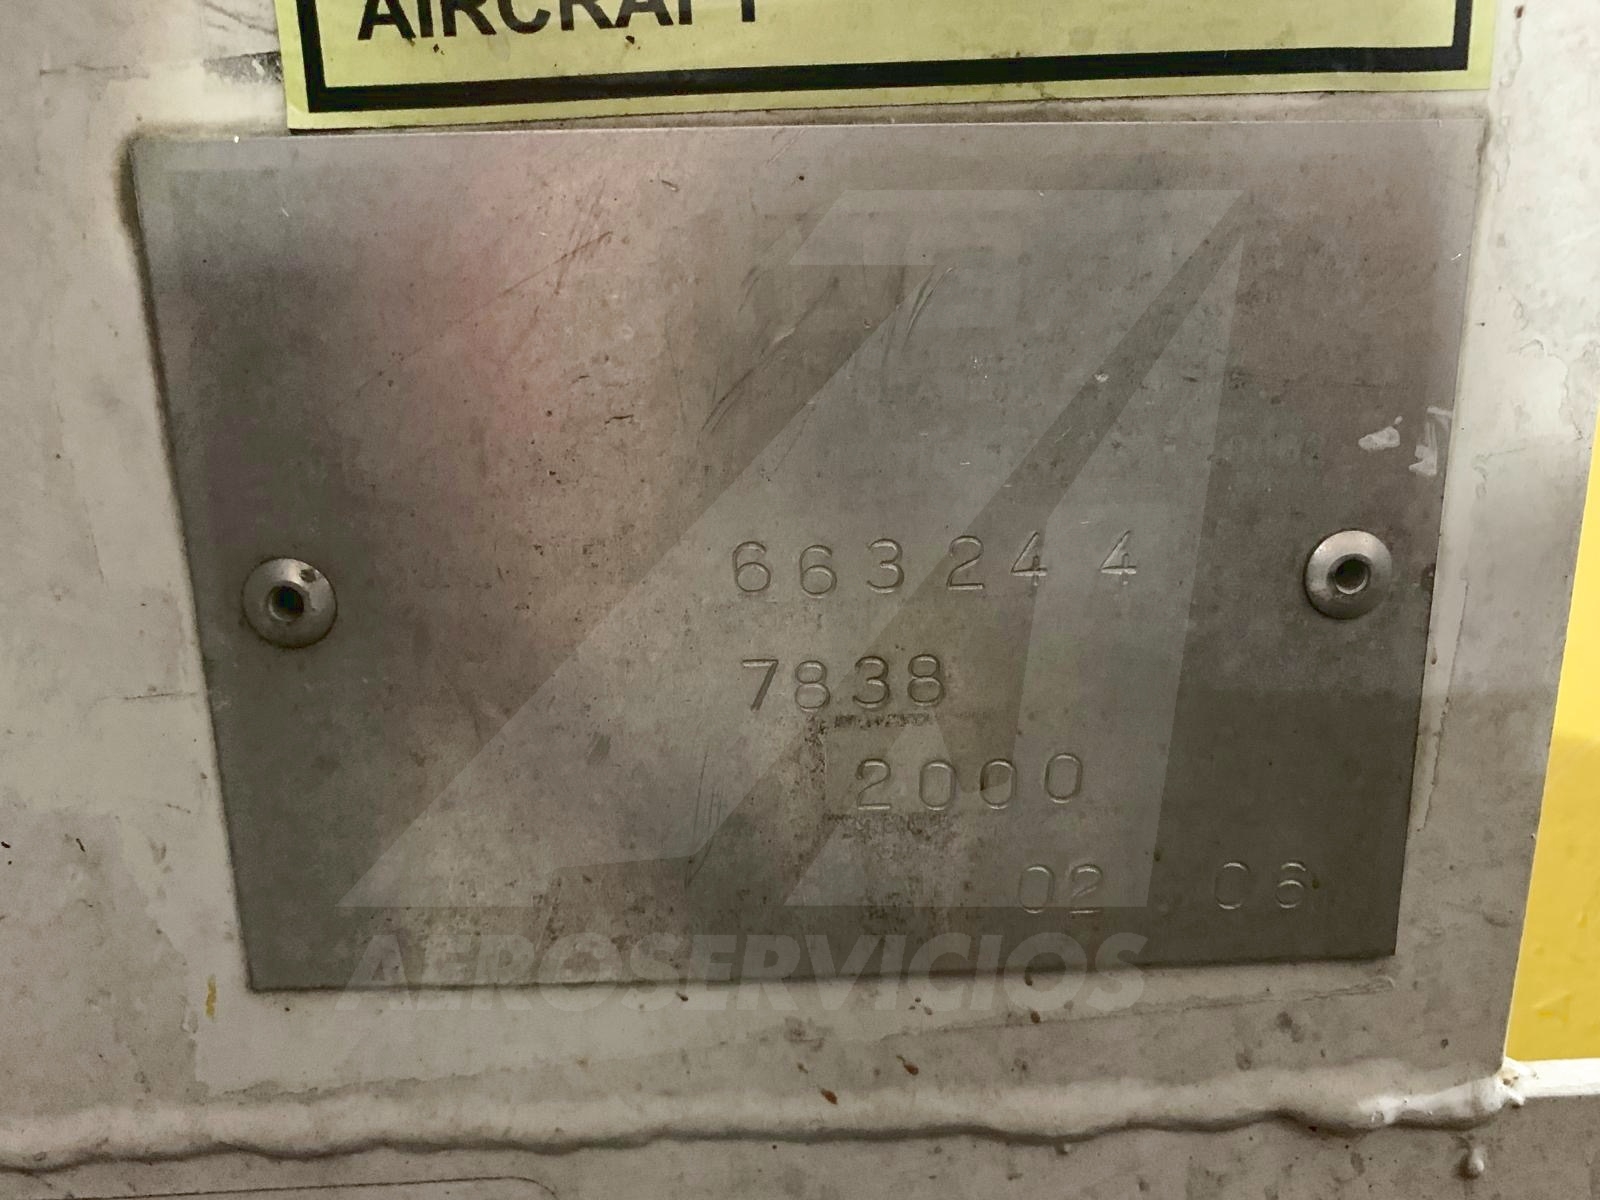 AIRCRAFT
663244
7838
2000
02 06
AEROSERVICIOS